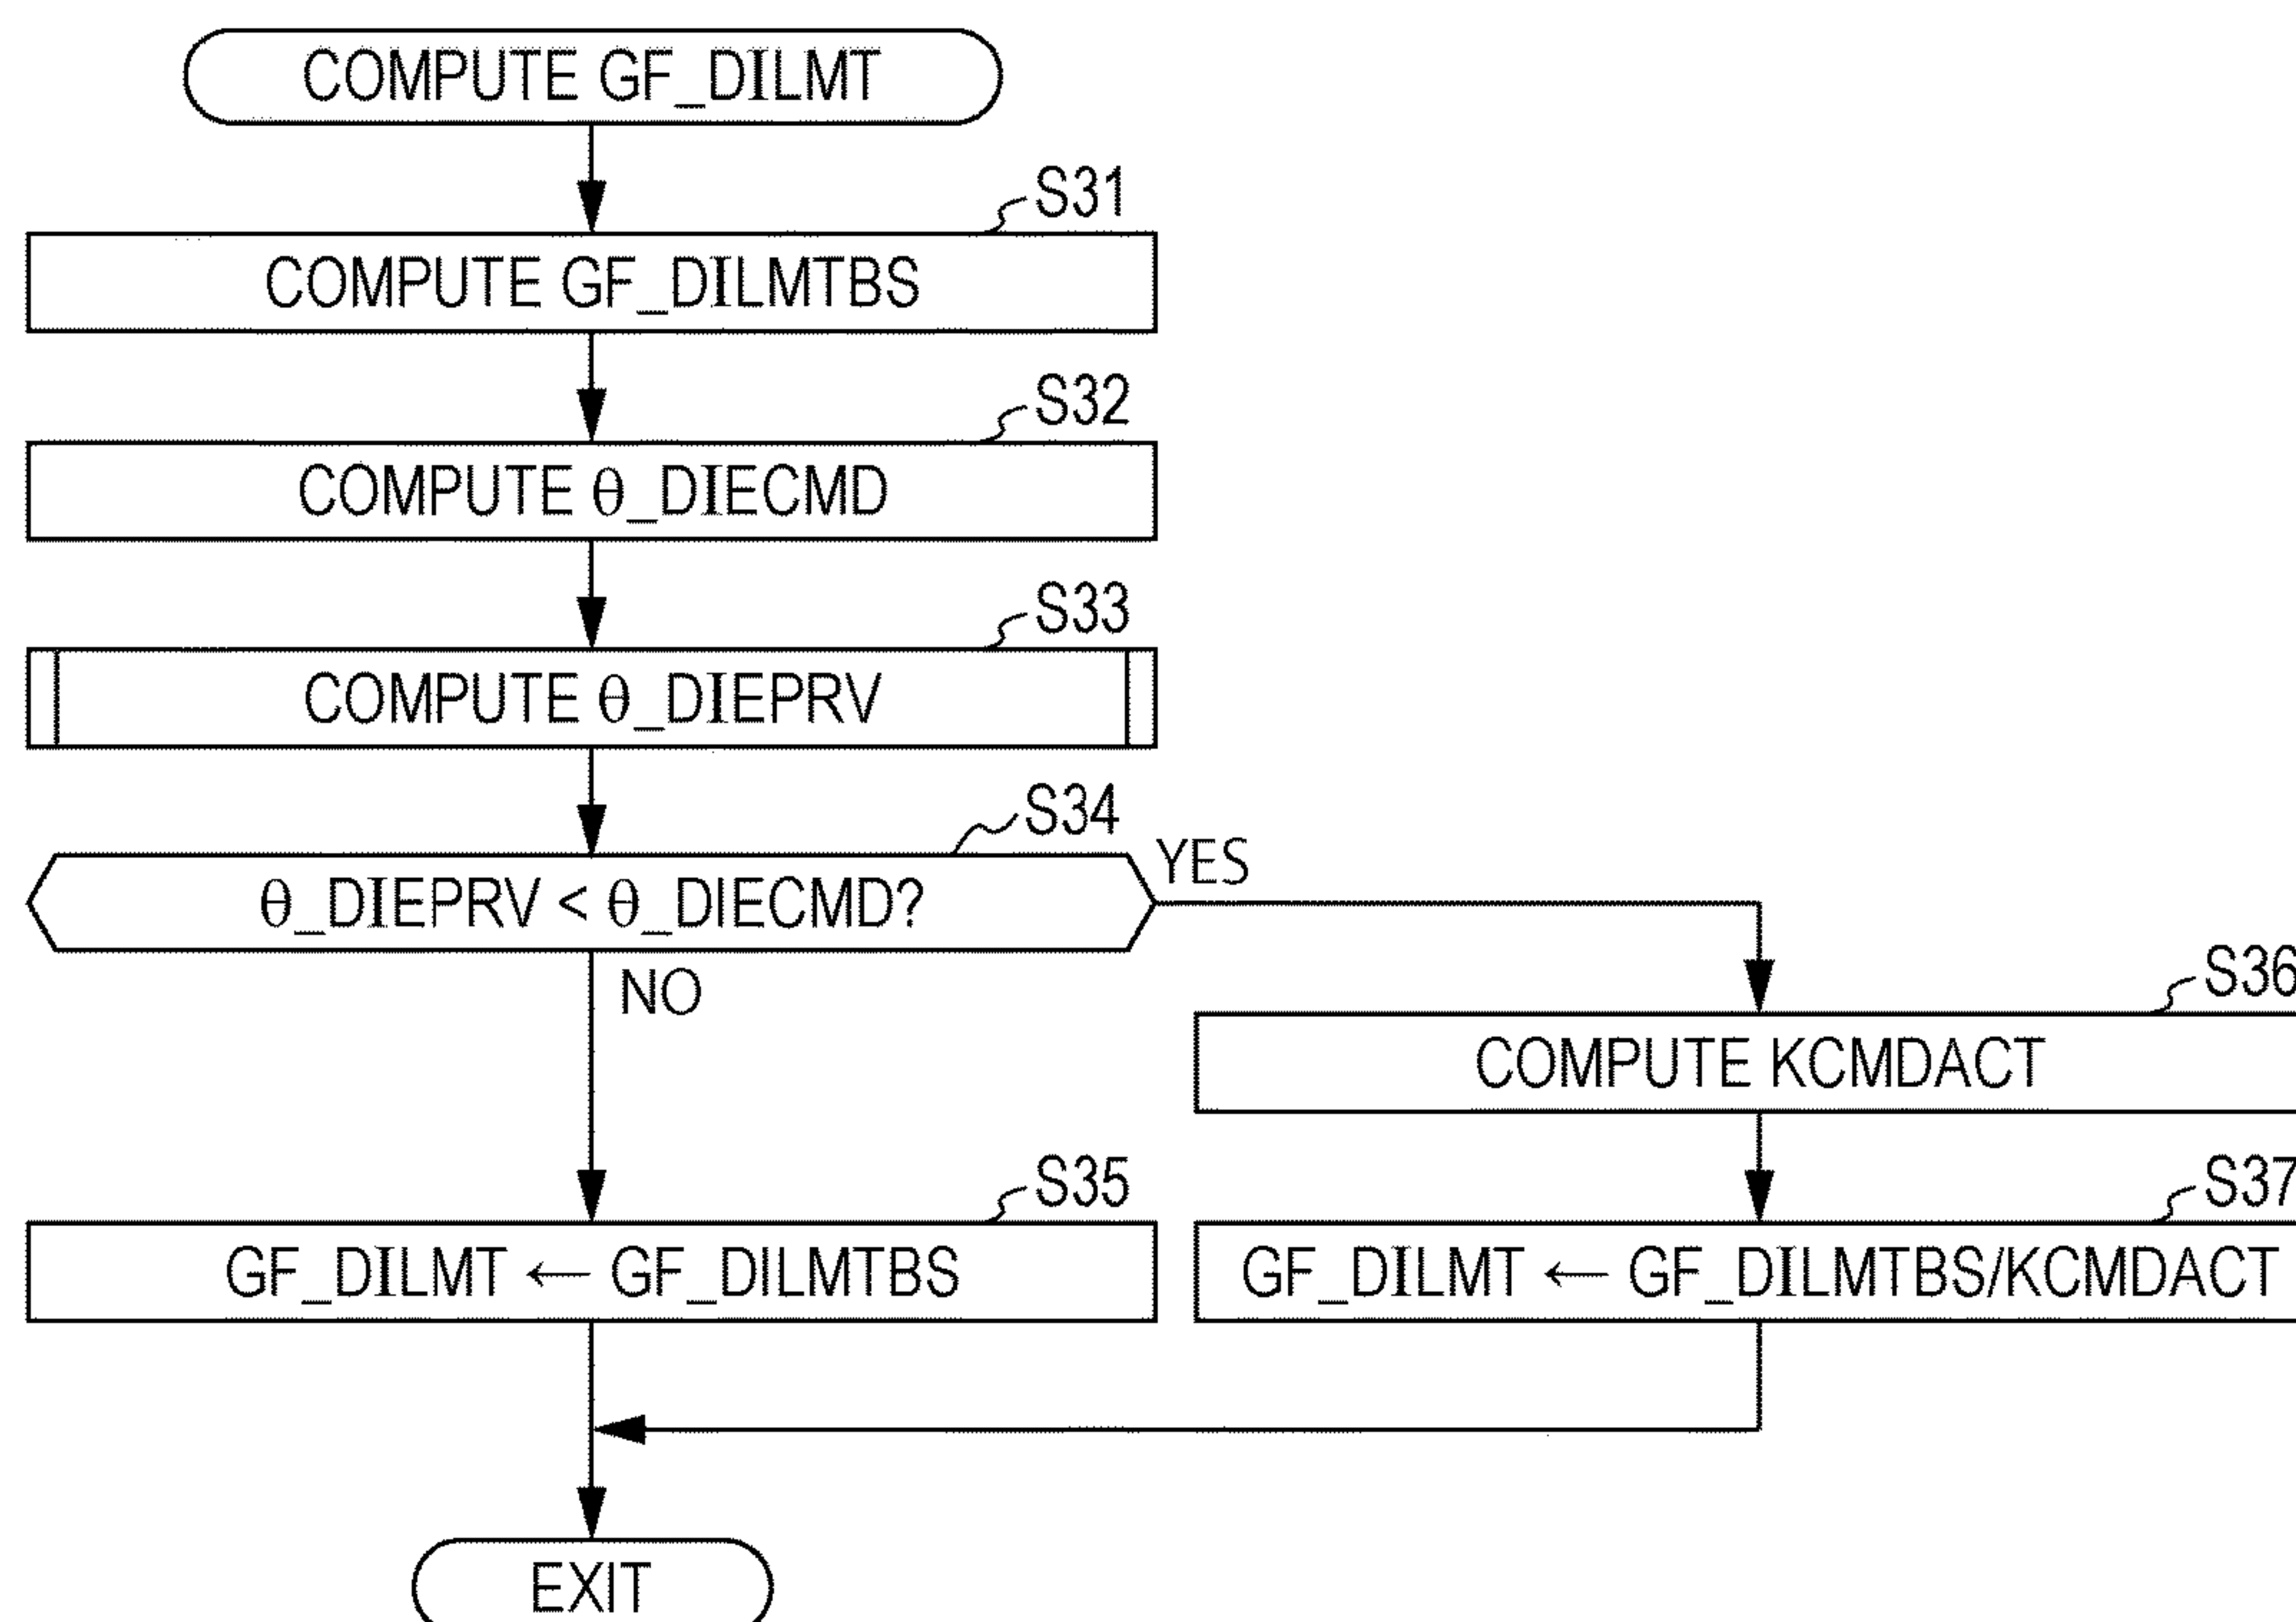 COMPUTE GF_DILMT
S31
COMPUTE GF_DILMTBS
S32
COMPUTE θ_DIECMD
S33
COMPUTE θ_DIEPRV
S34
θ_DIEPRV < θ_DIECMD?
YES
NO
S36
COMPUTE KCMDACT
S35
GF_DILMT ← GF_DILMTBS
S37
GF_DILMT ← GF_DILMTBS/KCMDACT
EXIT